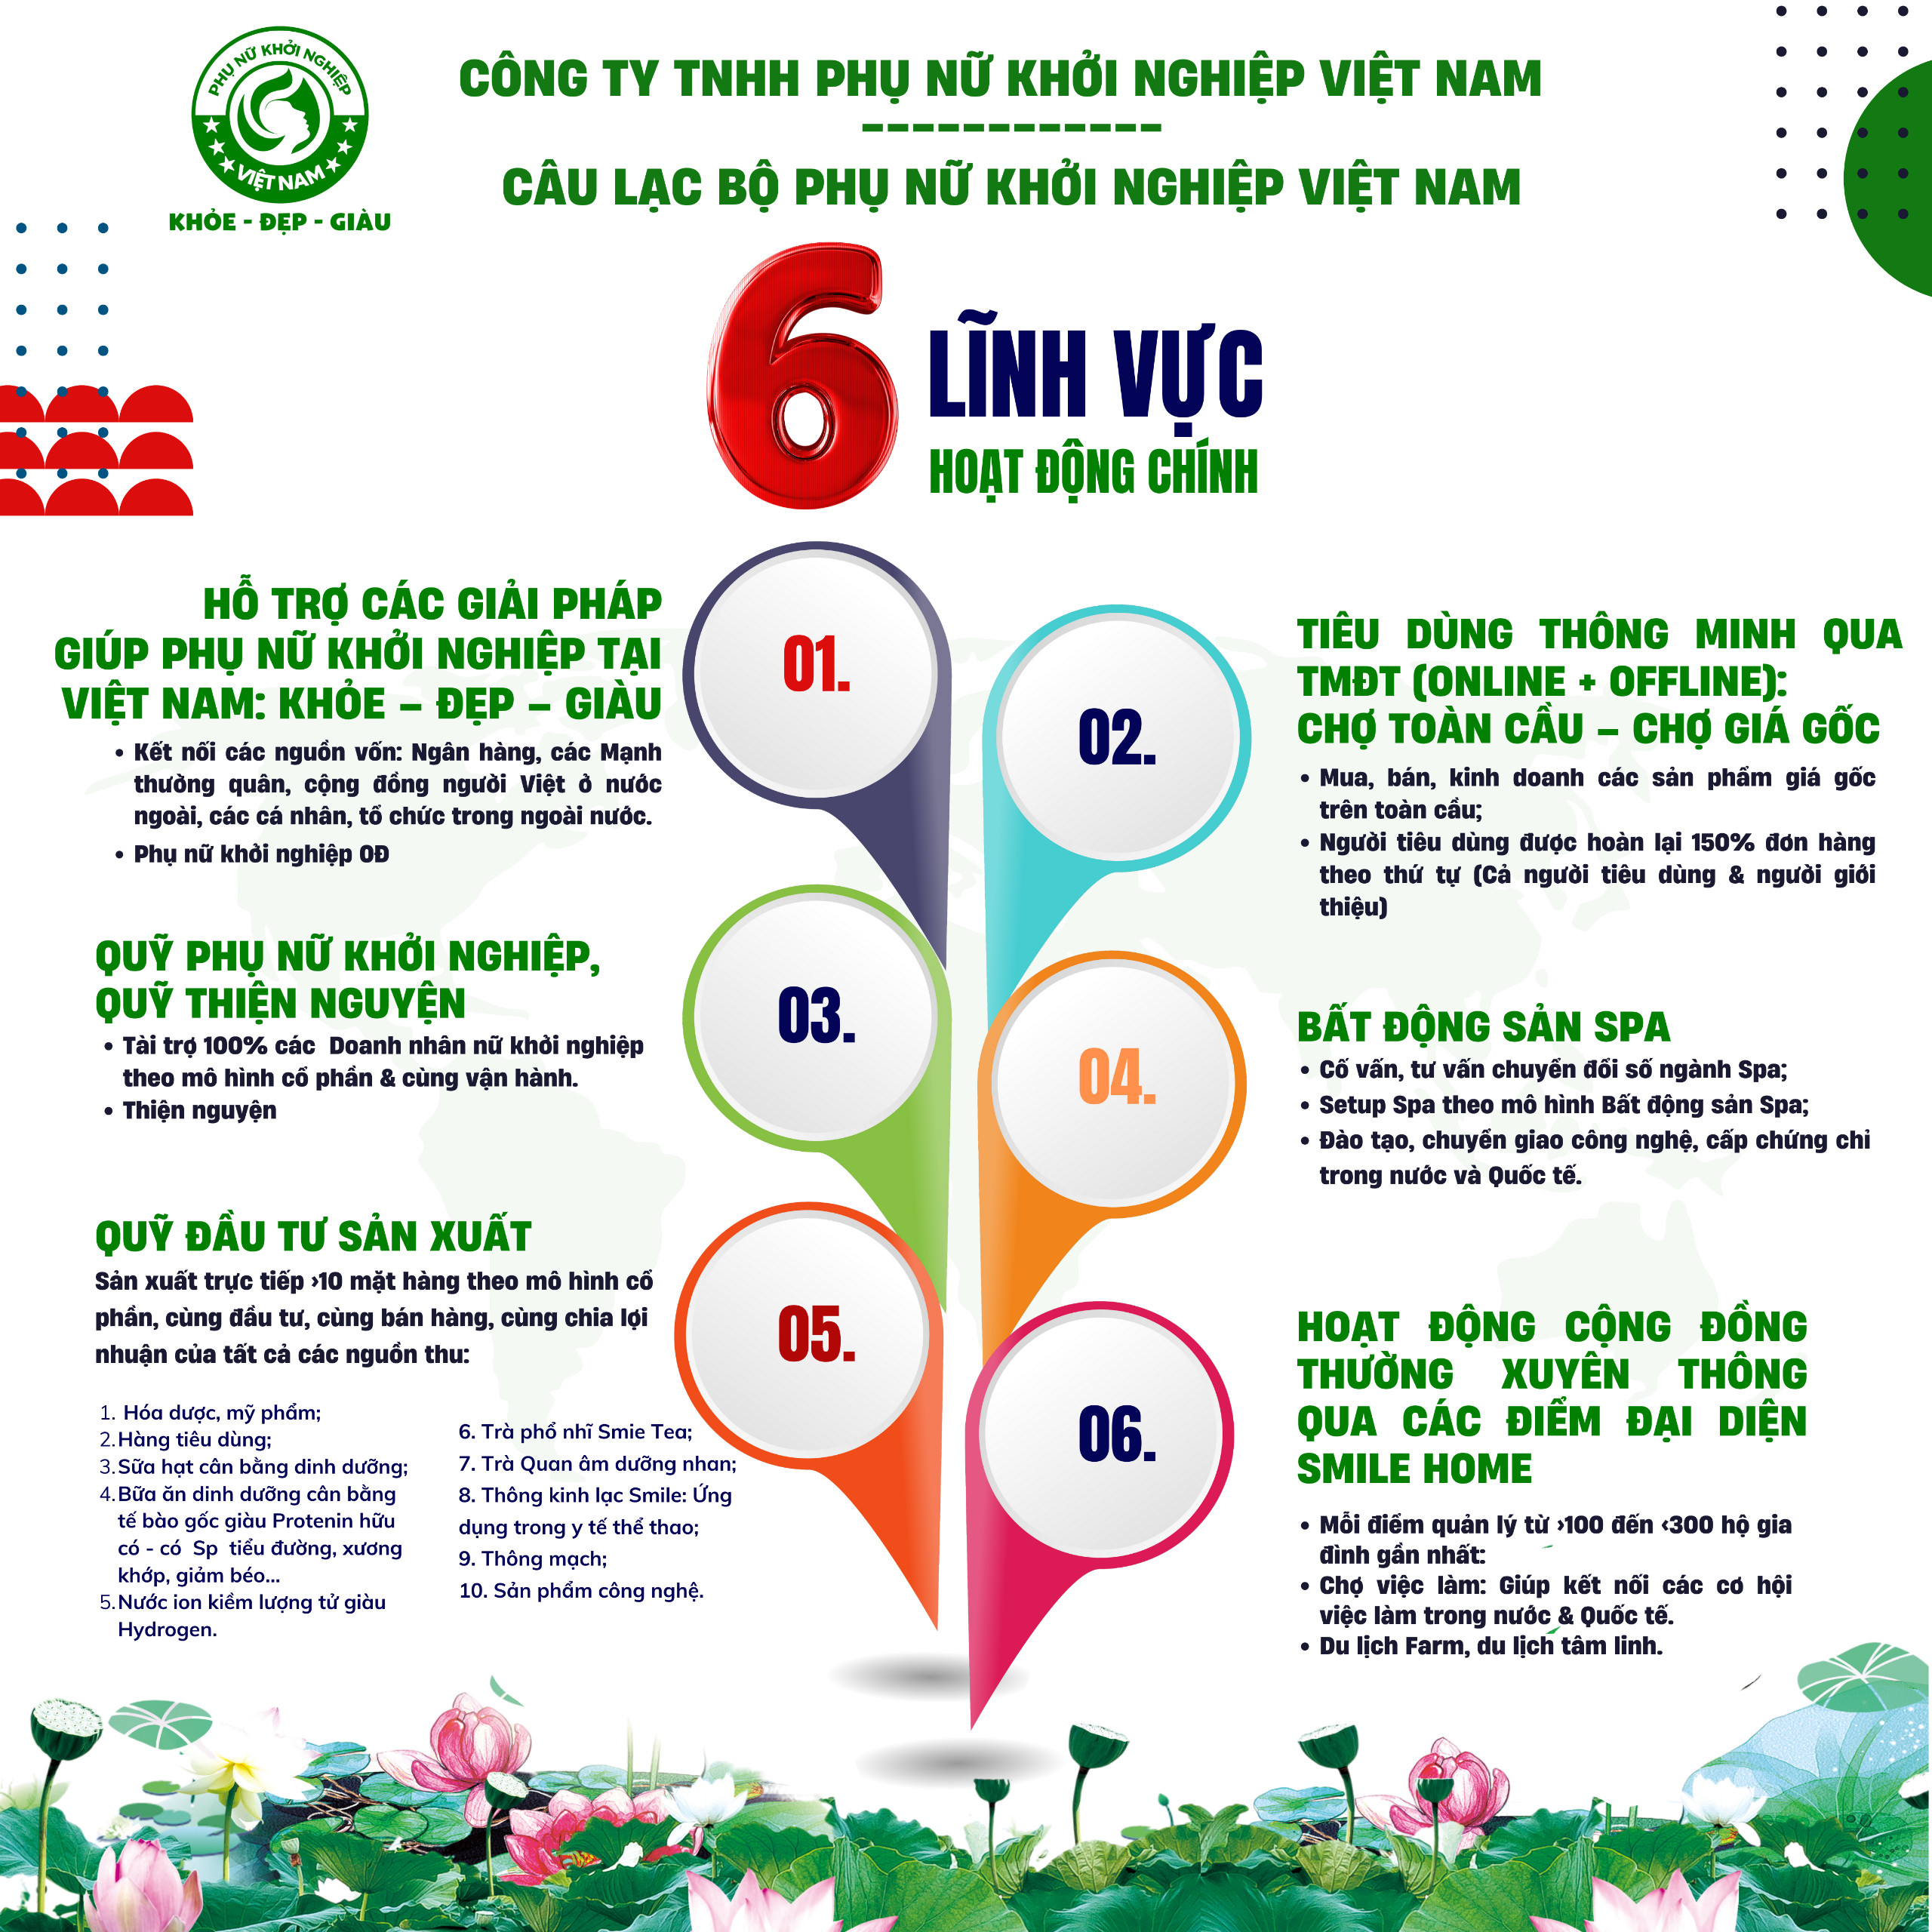 PHỤ NỮ KHỞI NGHIỆP
VIỆT NAM
KHỎE - ĐẸP - GIÀU
CÔNG TY TNHH PHỤ NỮ KHỞI NGHIỆP VIỆT NAM
------------
CÂU LẠC BỘ PHỤ NỮ KHỞI NGHIỆP VIỆT NAM
6 LĨNH VỰC
HOẠT ĐỘNG CHÍNH
01.
HỖ TRỢ CÁC GIẢI PHÁP
GIÚP PHỤ NỮ KHỞI NGHIỆP TẠI
VIỆT NAM: KHỎE – ĐẸP – GIÀU
• Kết nối các nguồn vốn: Ngân hàng, các Mạnh
thường quân, cộng đồng người Việt ở nước
ngoài, các cá nhân, tổ chức trong ngoài nước.
• Phụ nữ khởi nghiệp 0Đ
02.
TIÊU DÙNG THÔNG MINH QUA
TMĐT (ONLINE + OFFLINE):
CHỢ TOÀN CẦU – CHỢ GIÁ GỐC
• Mua, bán, kinh doanh các sản phẩm giá gốc
trên toàn cầu;
• Người tiêu dùng được hoàn lại 150% đơn hàng
theo thứ tự (Cả người tiêu dùng & người giới
thiệu)
03.
QUỸ PHỤ NỮ KHỞI NGHIỆP,
QUỸ THIỆN NGUYỆN
• Tài trợ 100% các Doanh nhân nữ khởi nghiệp
theo mô hình cổ phần & cùng vận hành.
• Thiện nguyện
04.
BẤT ĐỘNG SẢN SPA
• Cố vấn, tư vấn chuyển đổi số ngành Spa;
• Setup Spa theo mô hình Bất động sản Spa;
• Đào tạo, chuyển giao công nghệ, cấp chứng chỉ
trong nước và Quốc tế.
05.
QUỸ ĐẦU TƯ SẢN XUẤT
Sản xuất trực tiếp >10 mặt hàng theo mô hình cổ
phần, cùng đầu tư, cùng bán hàng, cùng chia lợi
nhuận của tất cả các nguồn thu:
1. Hóa dược, mỹ phẩm;
2. Hàng tiêu dùng;
3. Sữa hạt cân bằng dinh dưỡng;
4. Bữa ăn dinh dưỡng cân bằng
tế bào gốc giàu Protenin hữu
có - có Sp tiểu đường, xương
khớp, giảm béo...
5. Nước ion kiềm lượng tử giàu
Hydrogen.
6. Trà phổ nhĩ Smie Tea;
7. Trà Quan âm dưỡng nhan;
8. Thông kinh lạc Smile: Ứng
dụng trong y tế thể thao;
9. Thông mạch;
10. Sản phẩm công nghệ.
06.
HOẠT ĐỘNG CỘNG ĐỒNG
THƯỜNG XUYÊN THÔNG
QUA CÁC ĐIỂM ĐẠI DIỆN
SMILE HOME
• Mỗi điểm quản lý từ >100 đến <300 hộ gia
đình gần nhất:
• Chợ việc làm: Giúp kết nối các cơ hội
việc làm trong nước & Quốc tế.
• Du lịch Farm, du lịch tâm linh.